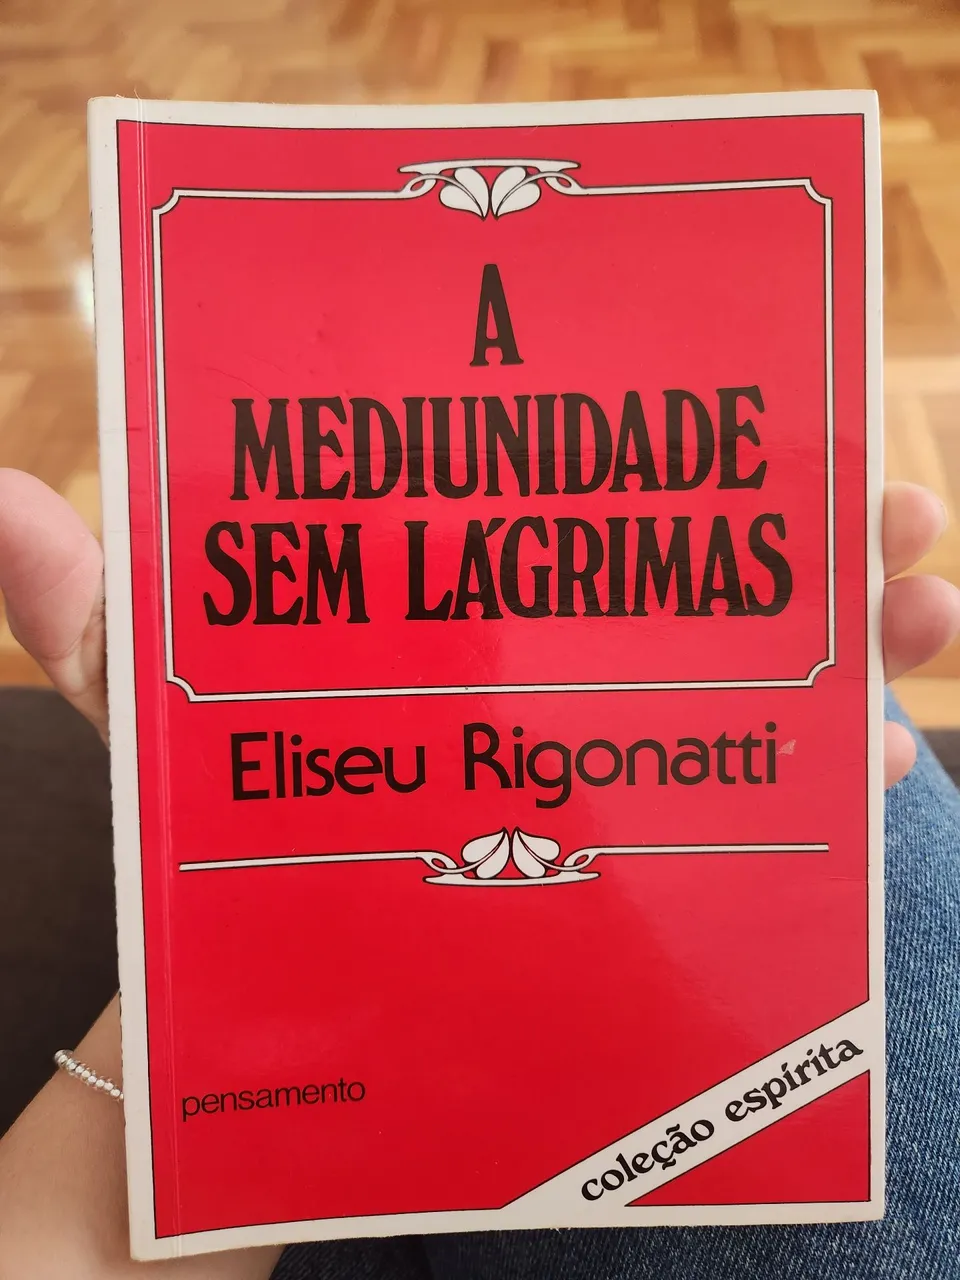 A
MEDIUNIDADE
SEM LÁGRIMAS
Eliseu Rigonatti
pensamento
coleção espírita